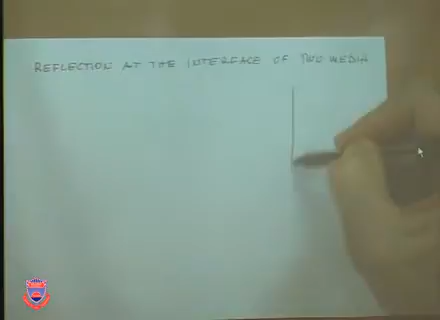 REFLECTION AT THE INTERFACE OF TWO MEDIA